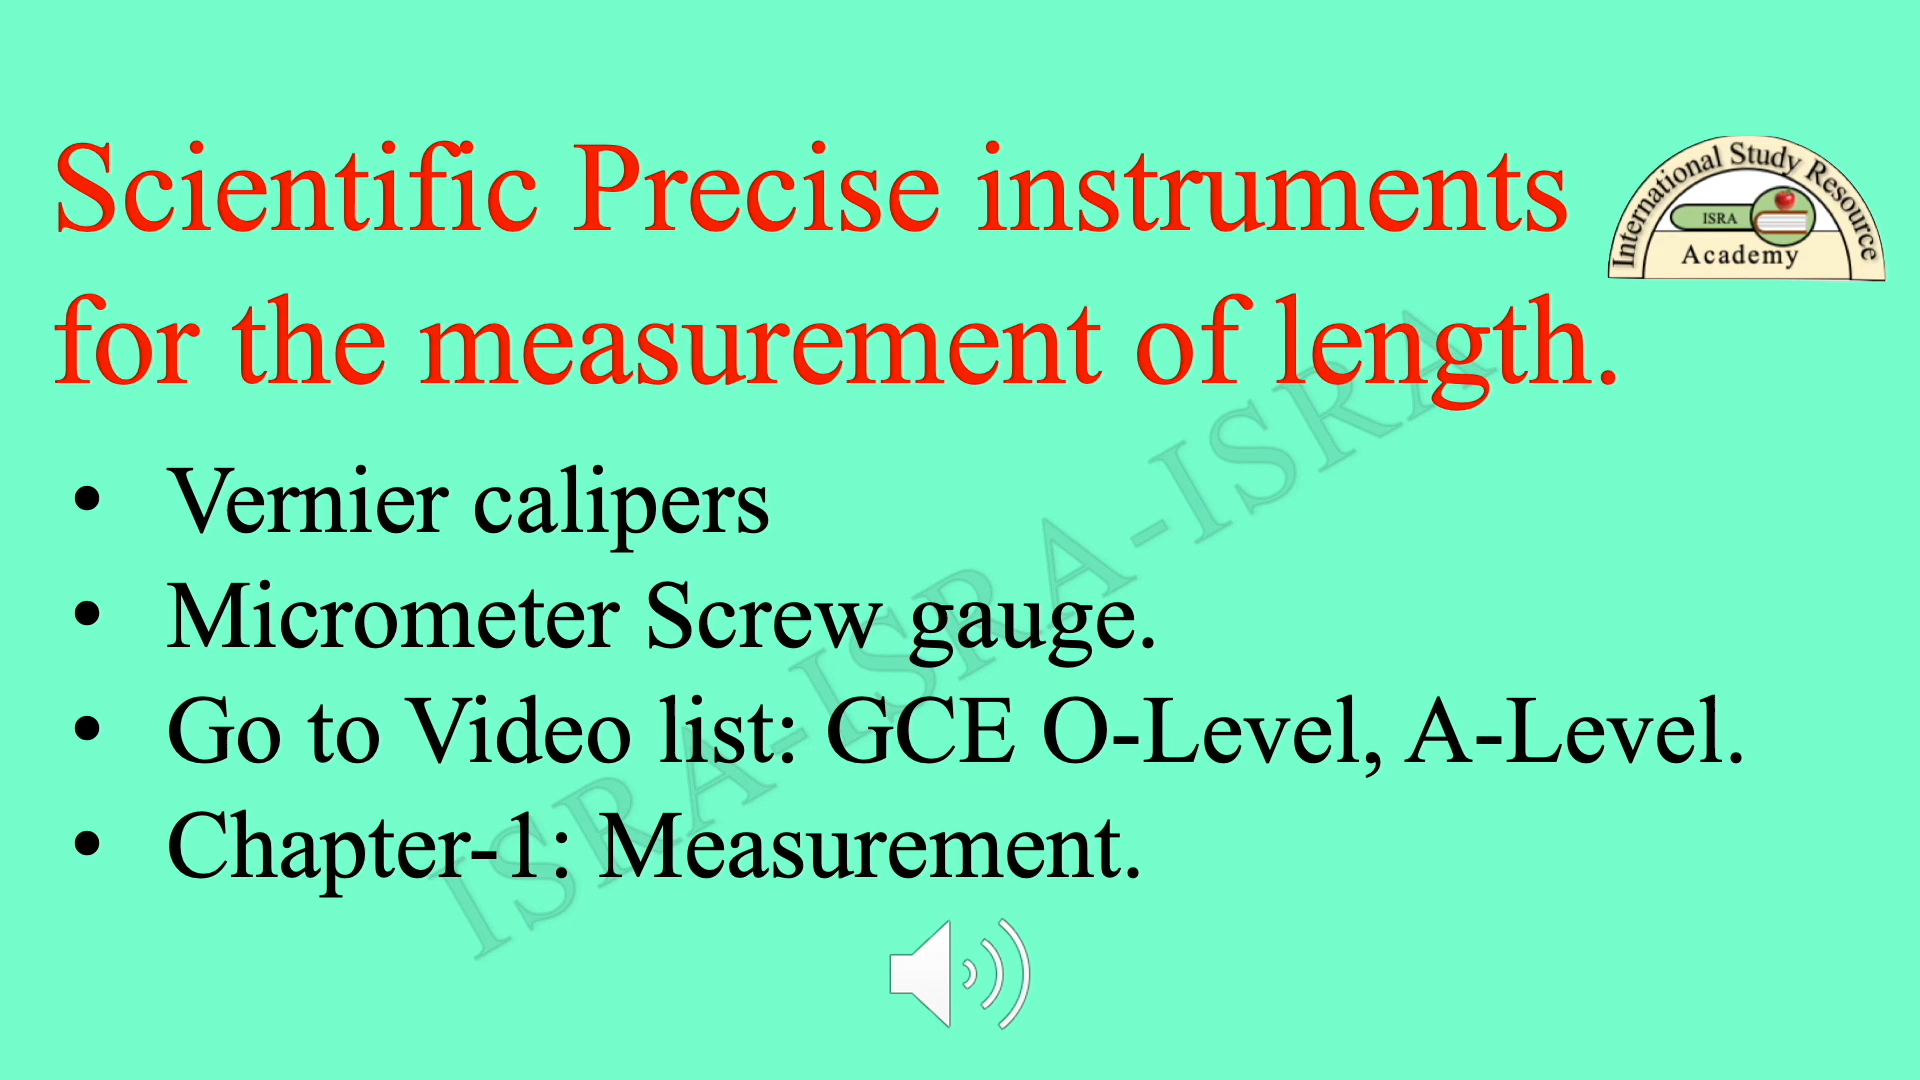 Scientific Precise instruments
for the measurement of length.
International Study Resource
ISRA
Academy
• Vernier calipers
• Micrometer Screw gauge.
• Go to Video list: GCE O-Level, A-Level.
• Chapter-1: Measurement.
ISRA-ISRA-ISRA